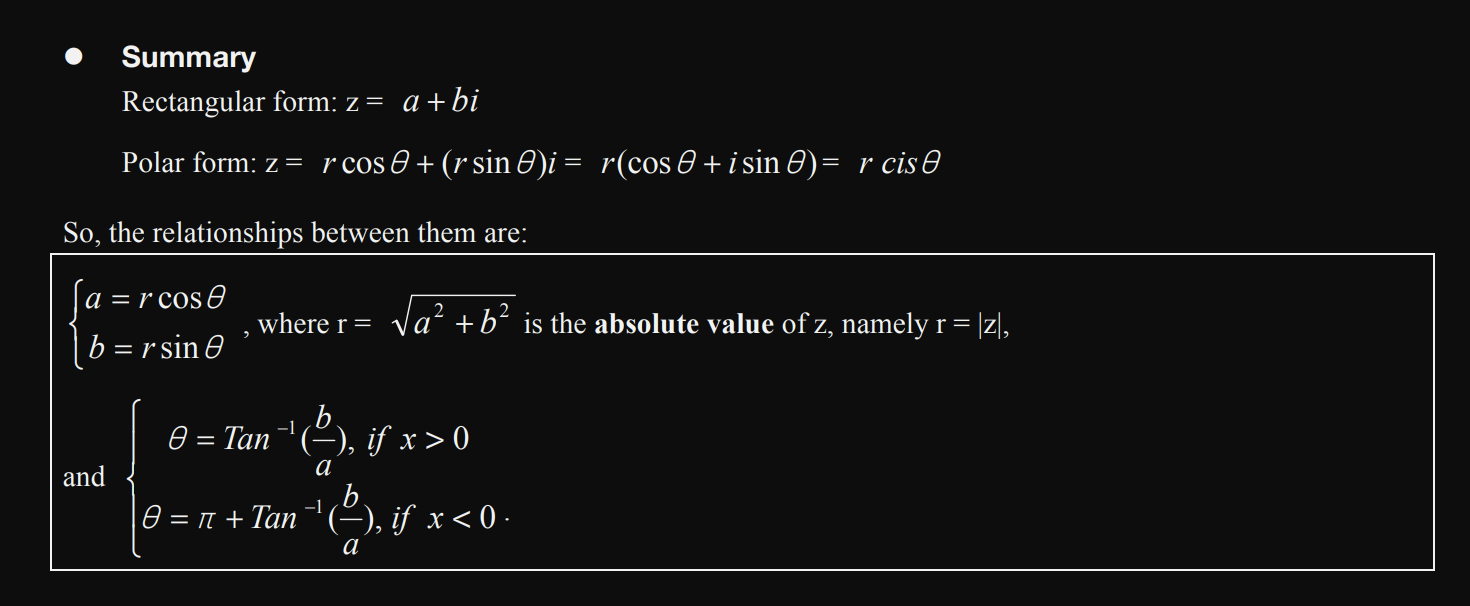 ● Summary
Rectangular form: z = a + bi
Polar form: z = r cos θ + (r sin θ)i = r(cos θ + i sin θ) = r cis θ
So, the relationships between them are:
{ a = r cos θ
b = r sin θ , where r = √(a² + b²) is the absolute value of z, namely r = |z|,
and { θ = Tan⁻¹(b/a), if x > 0
θ = π + Tan⁻¹(b/a), if x < 0 .